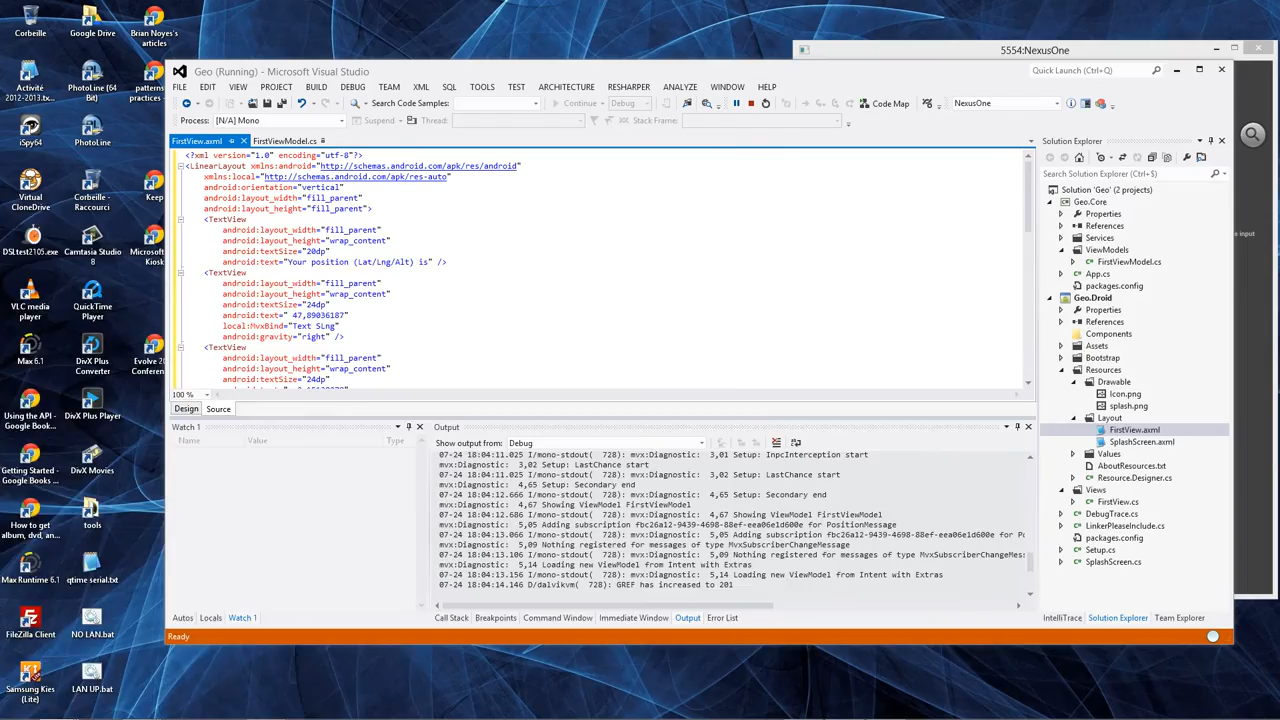 Corbeille
Google Drive
Brian Noyes's
articles
Activité
2012-2013.tx...
PhotoLine (64
Bit)
patterns
practices -
iSpy64
PhotoLine
Virtual
CloneDrive
Corbeille -
Raccourci
Keep
DSLtest2105.exe
Camtasia Studio
8
Microsoft
Kiosk
VLC media
player
QuickTime
Player
Max 6.1
DivX Plus
Converter
Evolve 20
Conferen
Using the API -
Google Boo...
DivX Plus Player
Getting Started -
Google Books...
DivX Movies
How to get
album, dvd, an...
tools
Max Runtime 6.1
qtime serial.txt
FileZilla Client
NO LAN.bat
Samsung Kies
(Lite)
LAN UP.bat
5554:NexusOne
e input
Geo (Running) - Microsoft Visual Studio
Quick Launch (Ctrl+Q)
FILE EDIT VIEW PROJECT BUILD DEBUG TEAM XML SQL TOOLS TEST ARCHITECTURE RESHARPER ANALYZE WINDOW HELP
Search Code Samples: Continue Debug Code Map NexusOne
Process: [N/A] Mono Suspend Thread: Stack Frame:
FirstView.axml FirstViewModel.cs
<?xml version="1.0" encoding="utf-8"?>
<LinearLayout xmlns:android="http://schemas.android.com/apk/res/android"
xmlns:local="http://schemas.android.com/apk/res-auto"
android:orientation="vertical"
android:layout_width="fill_parent"
android:layout_height="fill_parent">
<TextView
android:layout_width="fill_parent"
android:layout_height="wrap_content"
android:textSize="20dp"
android:text="Your position (Lat/Lng/Alt) is" />
<TextView
android:layout_width="fill_parent"
android:layout_height="wrap_content"
android:textSize="24dp"
android:text=" 47,89036187"
local:MvxBind="Text SLng"
android:gravity="right" />
<TextView
android:layout_width="fill_parent"
android:layout_height="wrap_content"
android:textSize="24dp"
100 %
Design Source
Watch 1
Name Value Type
Autos Locals Watch 1
Output
Show output from: Debug
07-24 18:04:11.025 I/mono-stdout( 728): mvx:Diagnostic: 3,01 Setup: InpcInterception start
mvx:Diagnostic: 3,02 Setup: LastChance start
07-24 18:04:11.025 I/mono-stdout( 728): mvx:Diagnostic: 3,02 Setup: LastChance start
mvx:Diagnostic: 4,65 Setup: Secondary end
07-24 18:04:12.666 I/mono-stdout( 728): mvx:Diagnostic: 4,65 Setup: Secondary end
mvx:Diagnostic: 4,67 Showing ViewModel FirstViewModel
07-24 18:04:12.686 I/mono-stdout( 728): mvx:Diagnostic: 4,67 Showing ViewModel FirstViewModel
mvx:Diagnostic: 5,05 Adding subscription fbc26a12-9439-4698-88ef-eea06e1d600e for PositionMessage
07-24 18:04:13.066 I/mono-stdout( 728): mvx:Diagnostic: 5,05 Adding subscription fbc26a12-9439-4698-88ef-eea06e1d600e for Po
mvx:Diagnostic: 5,09 Nothing registered for messages of type MvxSubscriberChangeMessage
07-24 18:04:13.106 I/mono-stdout( 728): mvx:Diagnostic: 5,09 Nothing registered for messages of type MvxSubscriberChangeMess
mvx:Diagnostic: 5,14 Loading new ViewModel from Intent with Extras
07-24 18:04:13.156 I/mono-stdout( 728): mvx:Diagnostic: 5,14 Loading new ViewModel from Intent with Extras
07-24 18:04:14.146 D/dalvikvm( 728): GREF has increased to 201
Call Stack Breakpoints Command Window Immediate Window Output Error List
Solution Explorer
Search Solution Explorer (Ctrl+$)
Solution 'Geo' (2 projects)
Geo.Core
Properties
References
Services
ViewModels
FirstViewModel.cs
App.cs
packages.config
Geo.Droid
Properties
References
Components
Assets
Bootstrap
Resources
Drawable
Icon.png
splash.png
Layout
FirstView.axml
SplashScreen.axml
Values
AboutResources.txt
Resource.Designer.cs
Views
FirstView.cs
DebugTrace.cs
LinkerPleaseInclude.cs
packages.config
Setup.cs
SplashScreen.cs
IntelliTrace Solution Explorer Team Explorer
Ready